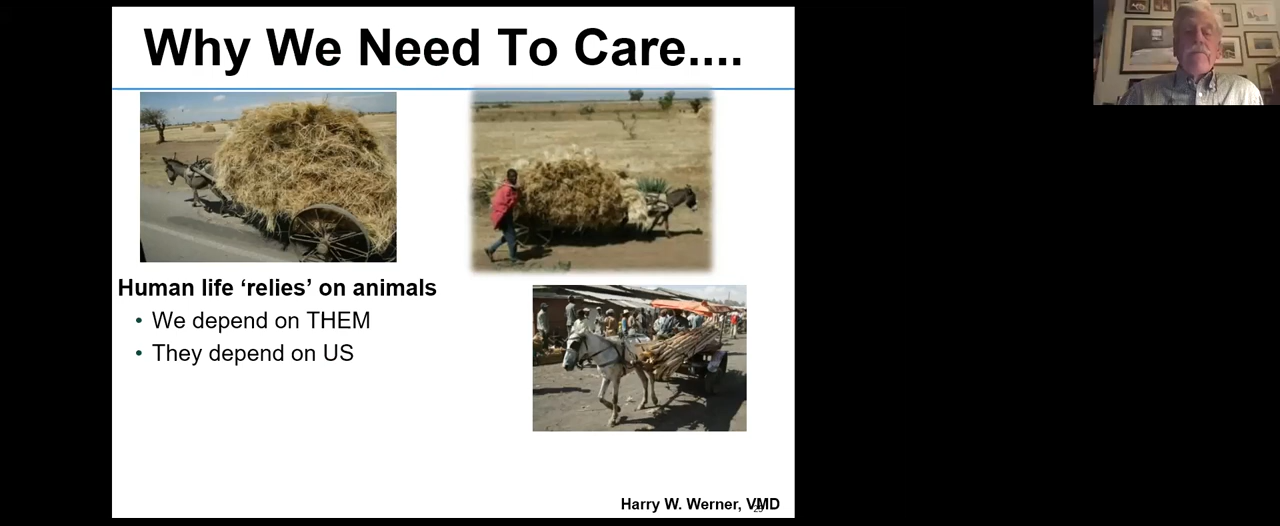 Why We Need To Care....
Human life ‘relies’ on animals
• We depend on THEM
• They depend on US
Harry W. Werner, VMD